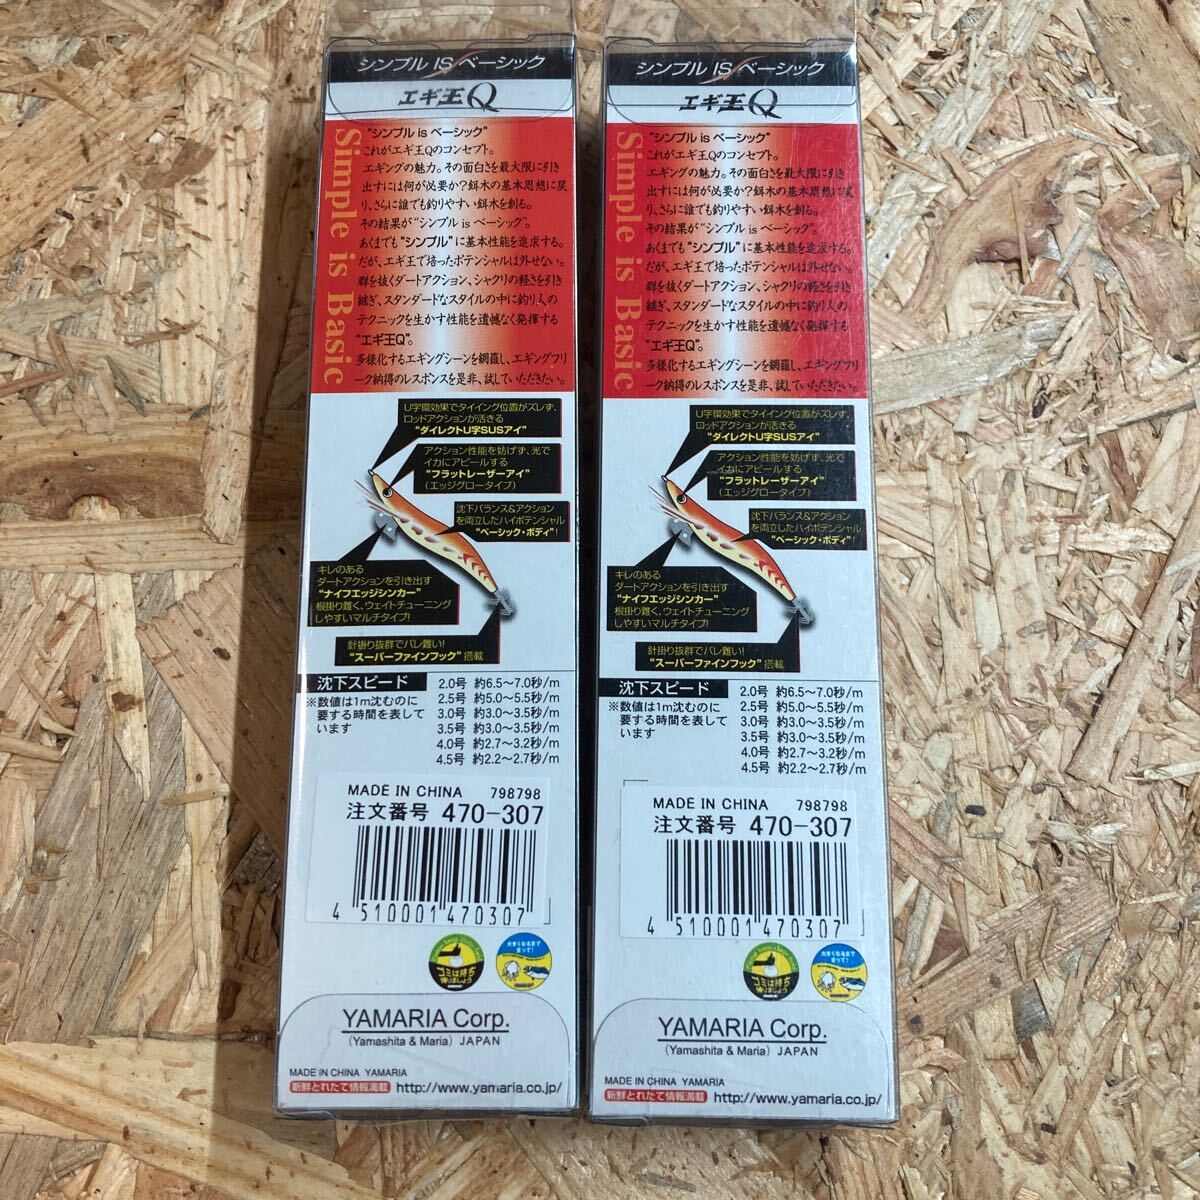 シンプル IS ベーシック
エギ王Q
Simple is Basic
"シンプル is ベーシック"
これがエギ王Qのコンセプト。
エギングの魅力。その面白さを最大限に引き
出すには何が必要か?餌木の基本思想に戻
り、さらに誰でも釣りやすい餌木を創る。
その結果が"シンプル is ベーシック"。
あくまでも"シンプル"に基本性能を追求する。
だが、エギ王で培ったポテンシャルは外せない。
群を抜くダートアクション、シャクリの軽さを引き
継ぎ、スタンダードなスタイルの中に釣り人の
テクニックを生かす性能を遺憾なく発揮する
"エギ王Q"。
多様化するエギングシーンを網羅し、エギングフリ
ーク納得のレスポンスを是非、試していただきたい。
U字環効果でタイイング位置がズレず、
ロッドアクションが活きる
"ダイレクトU字SUSアイ"
アクション性能を妨げず、光で
イカにアピールする
"フラットレーザーアイ"
(エッジグロータイプ)
沈下バランス&アクション
を両立したハイポテンシャル
"ベーシック・ボディ"!
キレのある
ダートアクションを引き出す
"ナイフエッジシンカー"
根掛り難く、ウェイトチューニング
しやすいマルチタイプ!
針掛り抜群でバレ難い!
"スーパーファインフック"搭載
沈下スピード
※数値は1m沈むのに
要する時間を表して
います
2.0号 約6.5〜7.0秒/m
2.5号 約5.0〜5.5秒/m
3.0号 約3.0〜3.5秒/m
3.5号 約3.0〜3.5秒/m
4.0号 約2.7〜3.2秒/m
4.5号 約2.2〜2.7秒/m
MADE IN CHINA 798798
注文番号 470-307
4 510001 470307
ゴミは持ち
帰りましょう
大きくなるまで
待って!
YAMARIA Corp.
(Yamashita & Maria) JAPAN
MADE IN CHINA YAMARIA
新鮮とれたて情報満載 http://www.yamaria.co.jp/
シンプル IS ベーシック
エギ王Q
Simple is Basic
"シンプル is ベーシック"
これがエギ王Qのコンセプト。
エギングの魅力。その面白さを最大限に引き
出すには何が必要か?餌木の基本思想に戻
り、さらに誰でも釣りやすい餌木を創る。
その結果が"シンプル is ベーシック"。
あくまでも"シンプル"に基本性能を追求する。
だが、エギ王で培ったポテンシャルは外せない。
群を抜くダートアクション、シャクリの軽さを引き
継ぎ、スタンダードなスタイルの中に釣り人の
テクニックを生かす性能を遺憾なく発揮する
"エギ王Q"。
多様化するエギングシーンを網羅し、エギングフリ
ーク納得のレスポンスを是非、試していただきたい。
U字環効果でタイイング位置がズレず、
ロッドアクションが活きる
"ダイレクトU字SUSアイ"
アクション性能を妨げず、光で
イカにアピールする
"フラットレーザーアイ"
(エッジグロータイプ)
沈下バランス&アクション
を両立したハイポテンシャル
"ベーシック・ボディ"!
キレのある
ダートアクションを引き出す
"ナイフエッジシンカー"
根掛り難く、ウェイトチューニング
しやすいマルチタイプ!
針掛り抜群でバレ難い!
"スーパーファインフック"搭載
沈下スピード
※数値は1m沈むのに
要する時間を表して
います
2.0号 約6.5〜7.0秒/m
2.5号 約5.0〜5.5秒/m
3.0号 約3.0〜3.5秒/m
3.5号 約3.0〜3.5秒/m
4.0号 約2.7〜3.2秒/m
4.5号 約2.2〜2.7秒/m
MADE IN CHINA 798798
注文番号 470-307
4 510001 470307
ゴミは持ち
帰りましょう
大きくなるまで
待って!
YAMARIA Corp.
(Yamashita & Maria) JAPAN
MADE IN CHINA YAMARIA
新鮮とれたて情報満載 http://www.yamaria.co.jp/